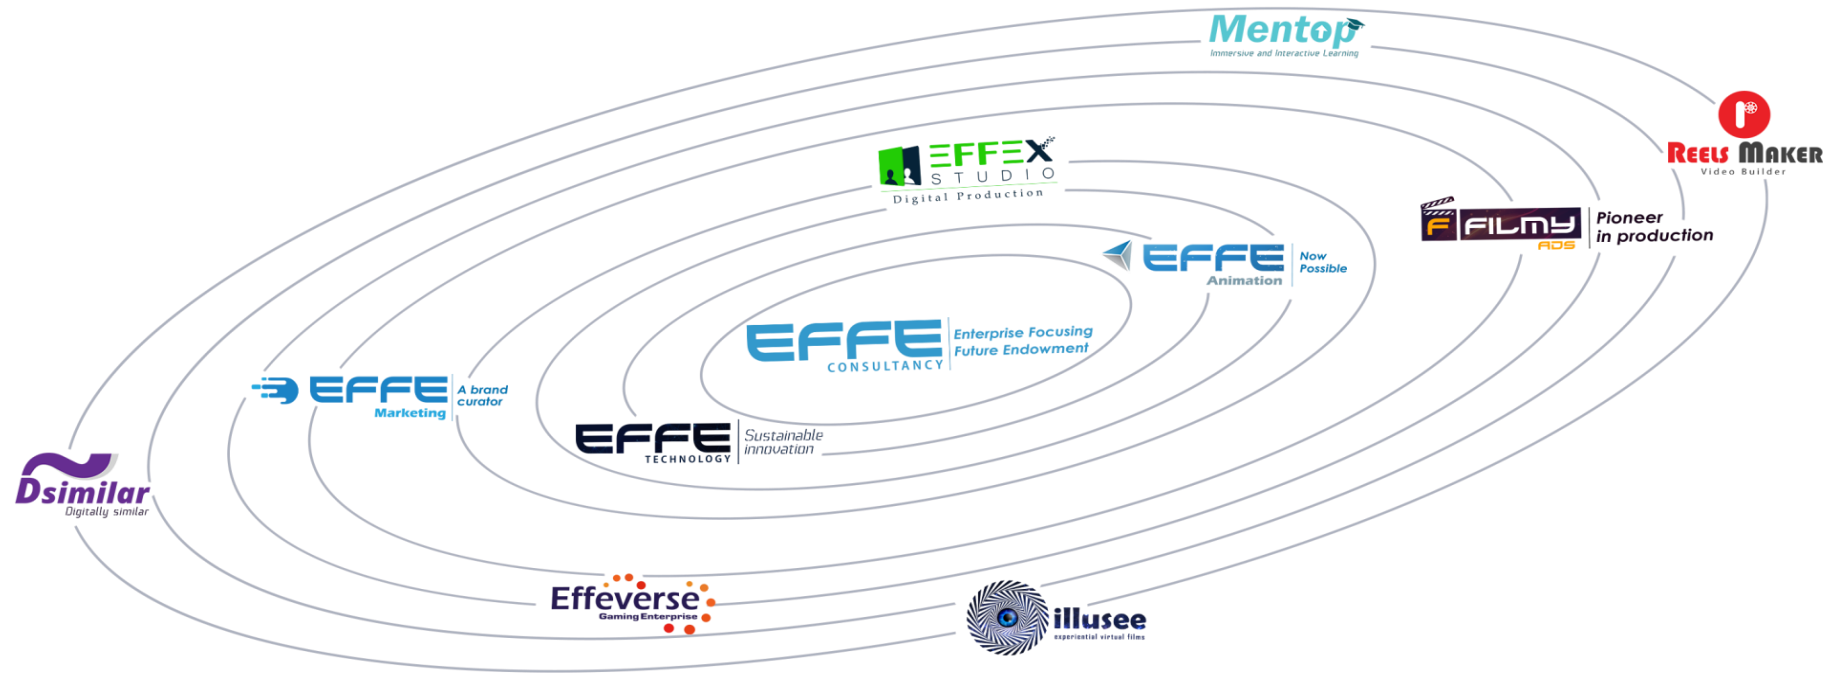 Mentop
Immersive and Interactive Learning
REELS MAKER
Video Builder
EFFEX
STUDIO
Digital Production
F FILMY
ADS
Pioneer
in production
EFFE
Animation
Now
Possible
EFFE
CONSULTANCY
Enterprise Focusing
Future Endowment
EFFE
Marketing
A brand
curator
EFFE
TECHNOLOGY
Sustainable
innovation
Dsimilar
Digitally similar
Effeverse
Gaming Enterprise
illusee
experiential virtual films